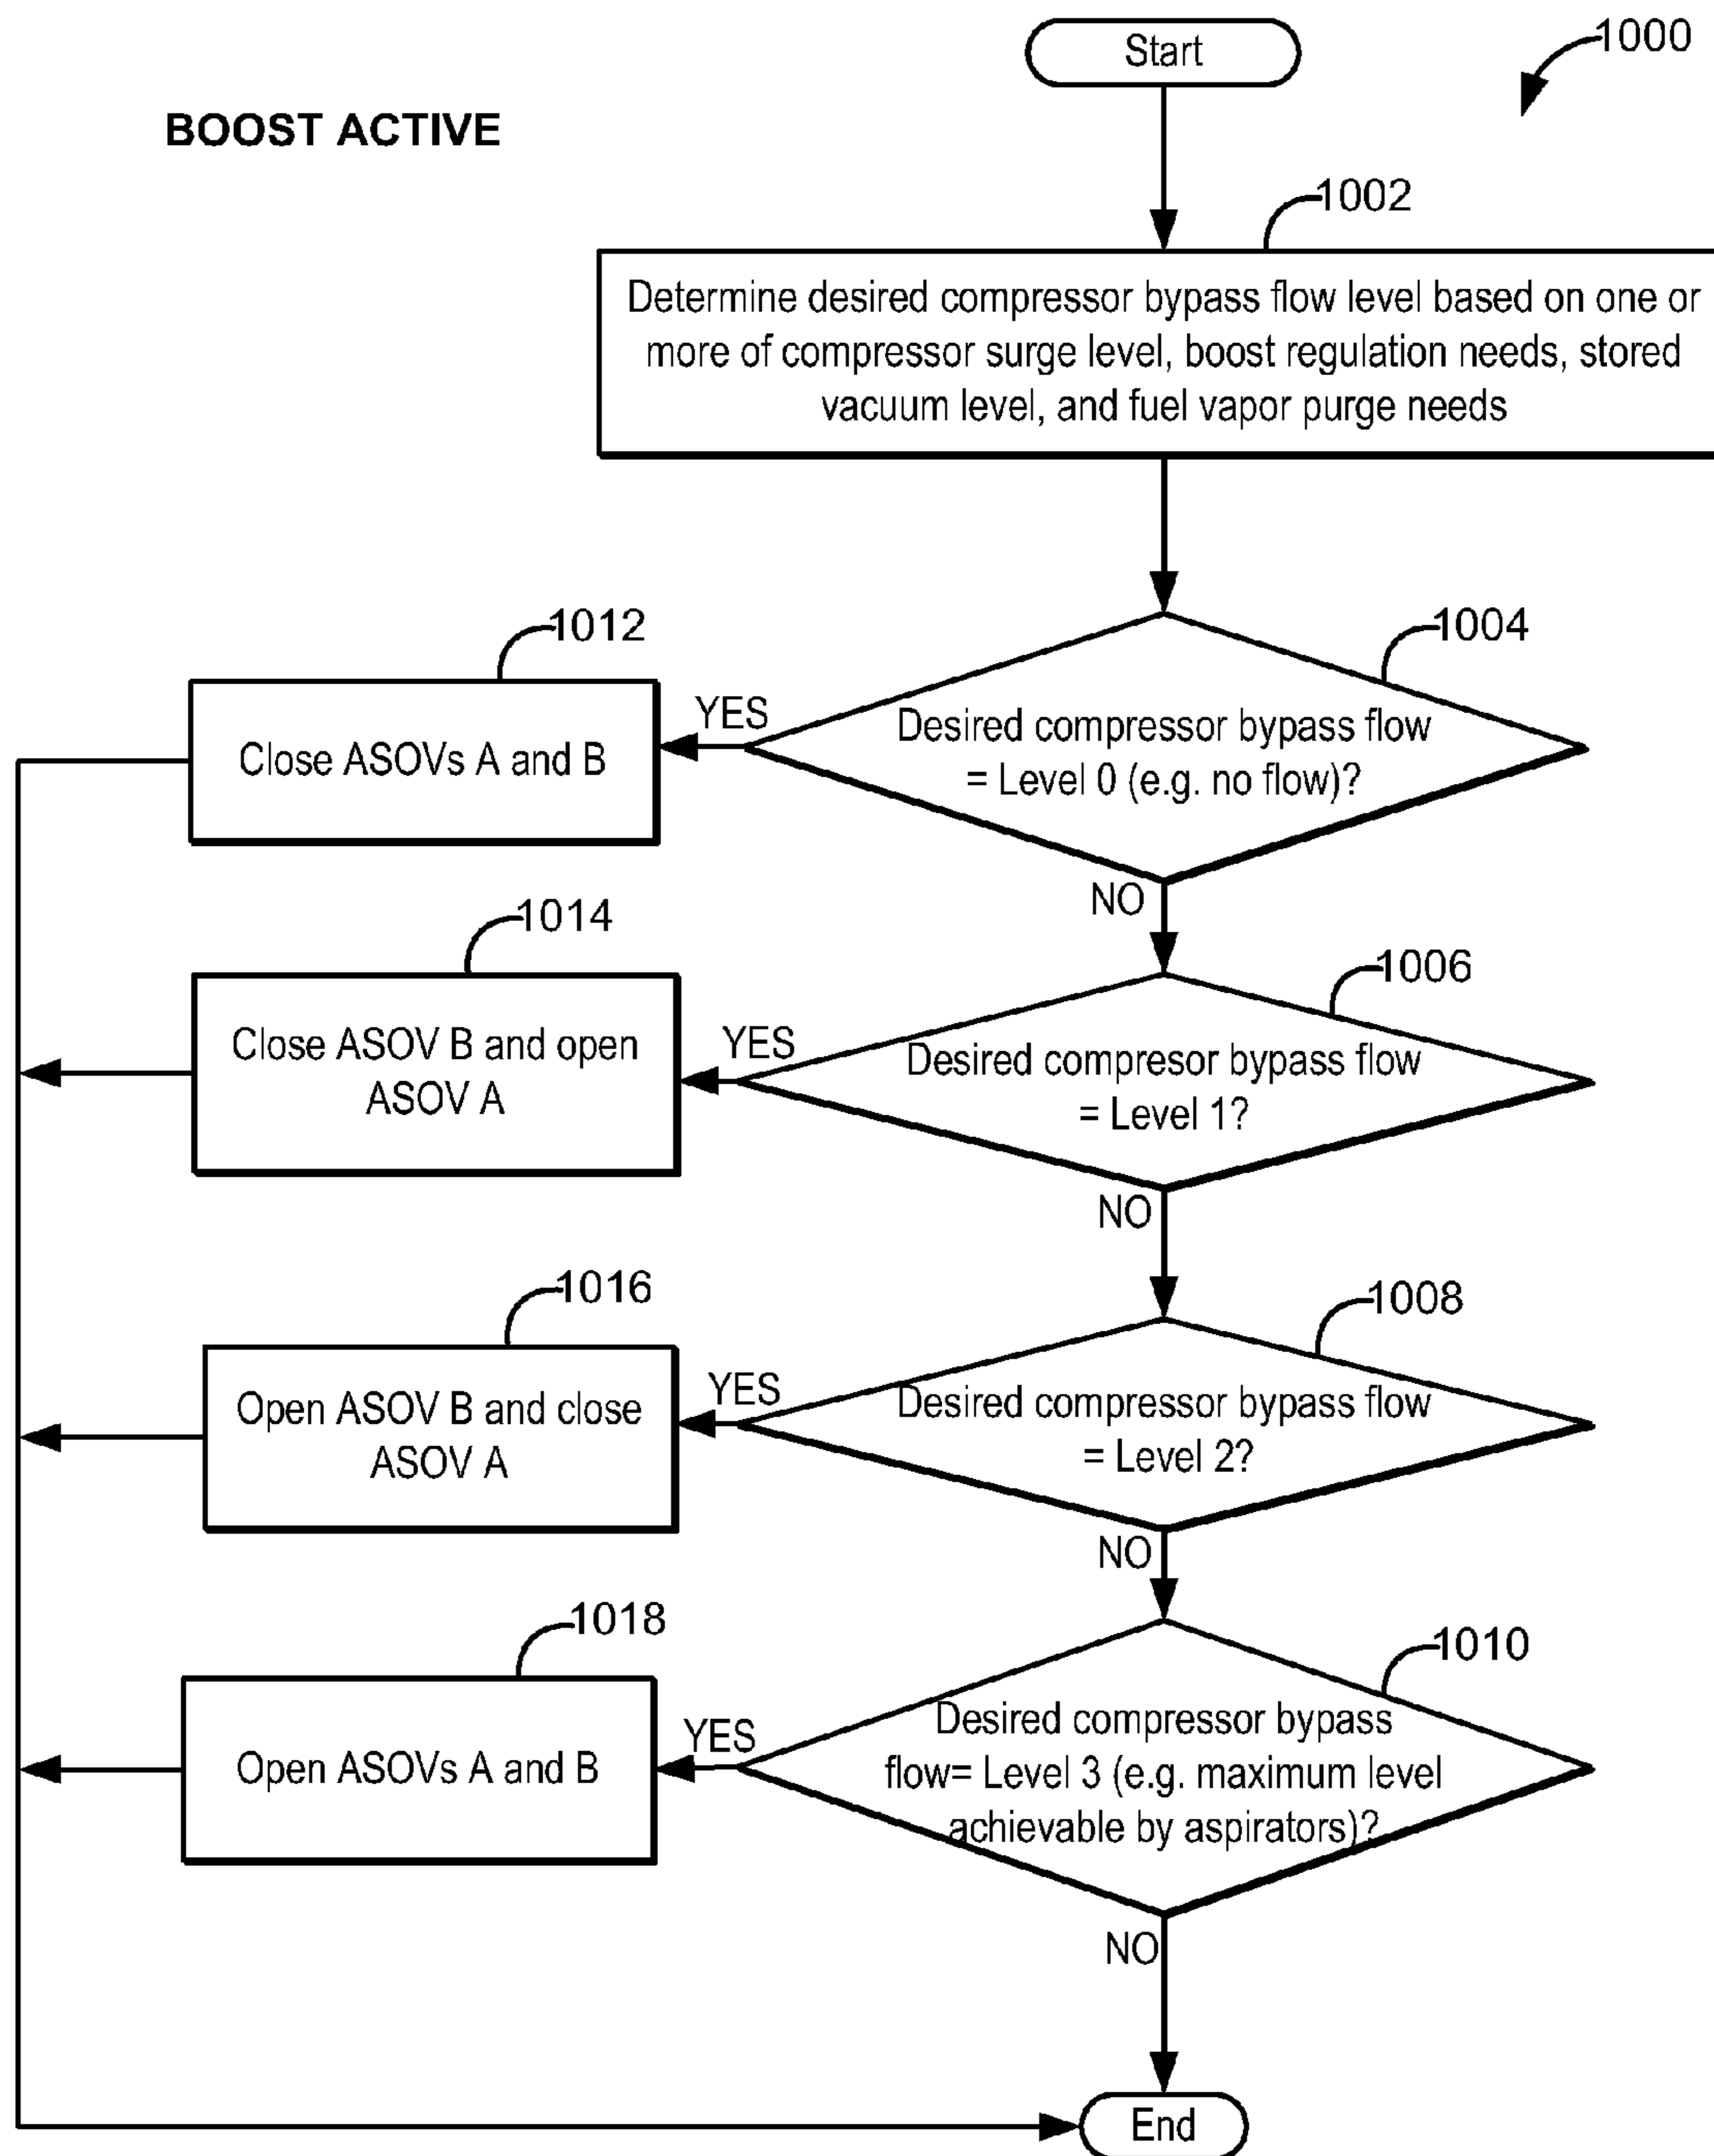 Start
1000
BOOST ACTIVE
1002
Determine desired compressor bypass flow level based on one or
more of compressor surge level, boost regulation needs, stored
vacuum level, and fuel vapor purge needs
1012
1004
Close ASOVs A and B
YES
Desired compressor bypass flow
= Level 0 (e.g. no flow)?
NO
1014
1006
Close ASOV B and open
ASOV A
YES
Desired compresor bypass flow
= Level 1?
NO
1016
1008
Open ASOV B and close
ASOV A
YES
Desired compressor bypass flow
= Level 2?
NO
1018
1010
Open ASOVs A and B
YES
Desired compressor bypass
flow= Level 3 (e.g. maximum level
achievable by aspirators)?
NO
End